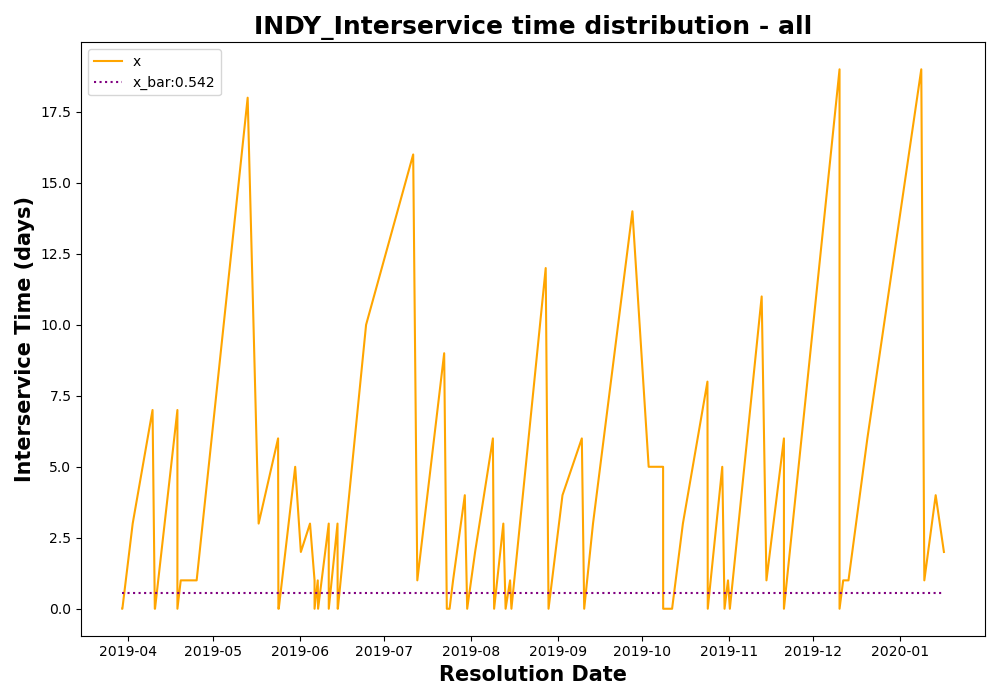 INDY_Interservice time distribution - all
x
x_bar:0.542
Interservice Time (days)
17.5
15.0
12.5
10.0
7.5
5.0
2.5
0.0
2019-04 2019-05 2019-06 2019-07 2019-08 2019-09 2019-10 2019-11 2019-12 2020-01
Resolution Date